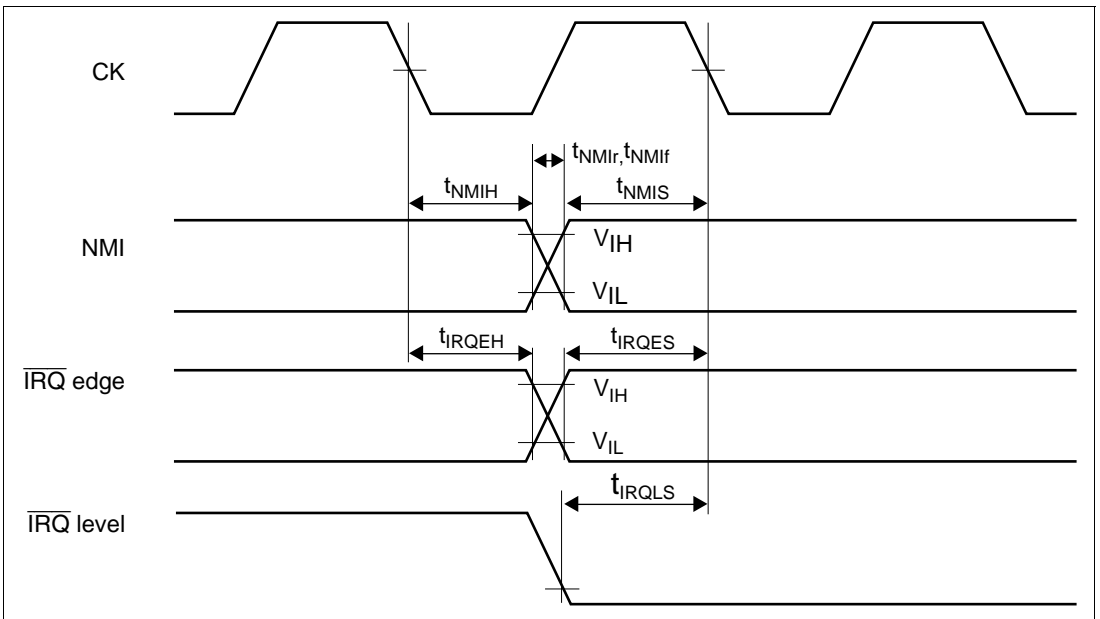 CK
tNMIr,tNMIf
tNMIH
tNMIS
NMI
VIH
VIL
tIRQEH
tIRQES
IRQ edge
VIH
VIL
tIRQLS
IRQ level